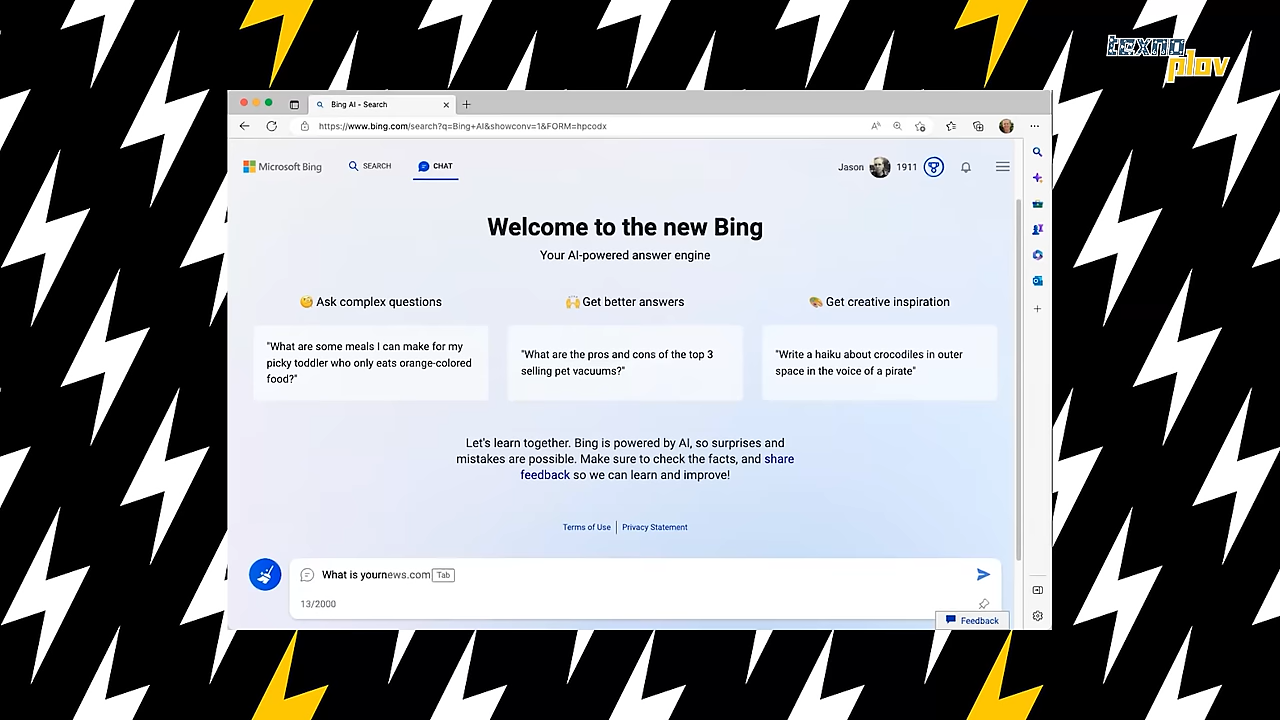 texno
plov
Bing AI - Search
https://www.bing.com/search?q=Bing+AI&showconv=1&FORM=hpcodx
Microsoft Bing
SEARCH
CHAT
Jason
1911
Welcome to the new Bing
Your AI-powered answer engine
Ask complex questions
"What are some meals I can make for my
picky toddler who only eats orange-colored
food?"
Get better answers
"What are the pros and cons of the top 3
selling pet vacuums?"
Get creative inspiration
"Write a haiku about crocodiles in outer
space in the voice of a pirate"
Let's learn together. Bing is powered by AI, so surprises and
mistakes are possible. Make sure to check the facts, and share
feedback so we can learn and improve!
Terms of Use | Privacy Statement
What is yournews.com Tab
13/2000
Feedback